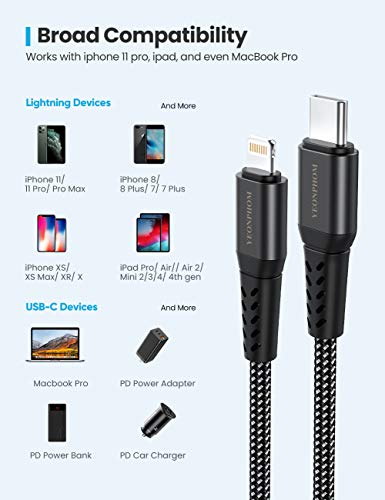 Broad Compatibility
Works with iphone 11 pro, ipad, and even MacBook Pro
Lightning Devices
And More
iPhone 11/
11 Pro/ Pro Max
iPhone 8/
8 Plus/ 7/ 7 Plus
iPhone XS/
XS Max/ XR/ X
iPad Pro/ Air// Air 2/
Mini 2/3/4/ 4th gen
USB-C Devices
And More
Macbook Pro
PD Power Adapter
PD Power Bank
PD Car Charger
VEONPHOM
VEONPHOM